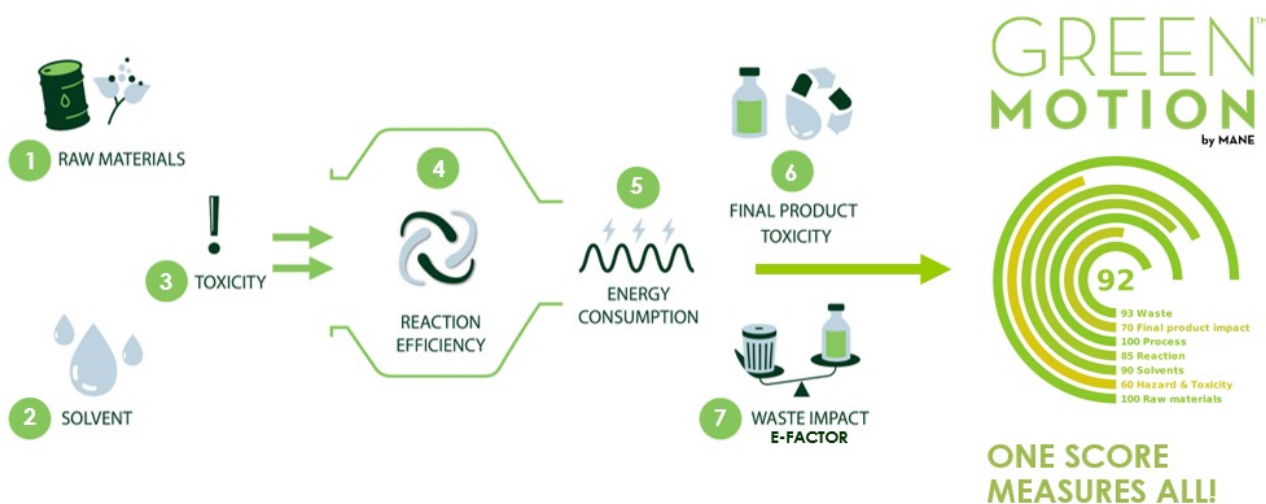 1 RAW MATERIALS
2 SOLVENT
3 TOXICITY
4
REACTION
EFFICIENCY
5
ENERGY
CONSUMPTION
6
FINAL PRODUCT
TOXICITY
7 WASTE IMPACT
E-FACTOR
GREEN™
MOTION
by MANE
92
93 Waste
70 Final product impact
100 Process
85 Reaction
90 Solvents
60 Hazard & Toxicity
100 Raw materials
ONE SCORE
MEASURES ALL!